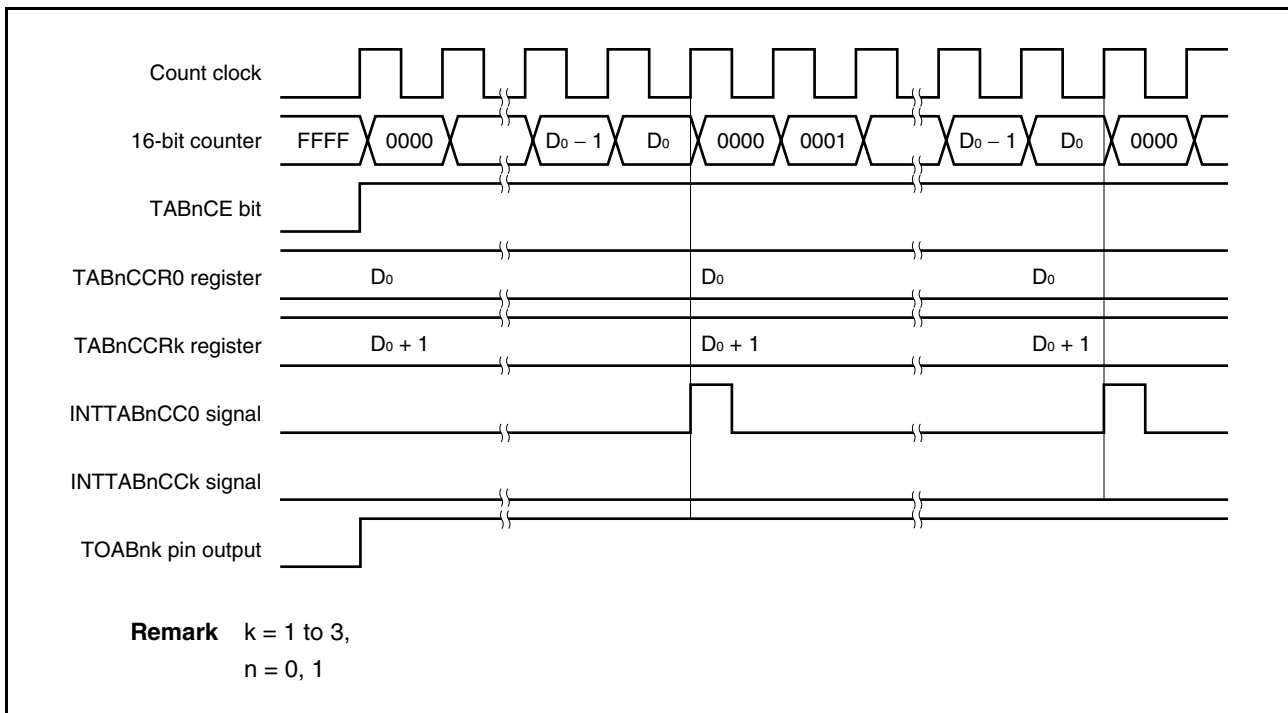 Count clock
16-bit counter FFFF 0000 D₀ − 1 D₀ 0000 0001 D₀ − 1 D₀ 0000
TABnCE bit
TABnCCR0 register D₀ D₀ D₀
TABnCCRk register D₀ + 1 D₀ + 1 D₀ + 1
INTTABnCC0 signal
INTTABnCCk signal
TOABnk pin output
Remark k = 1 to 3,
n = 0, 1